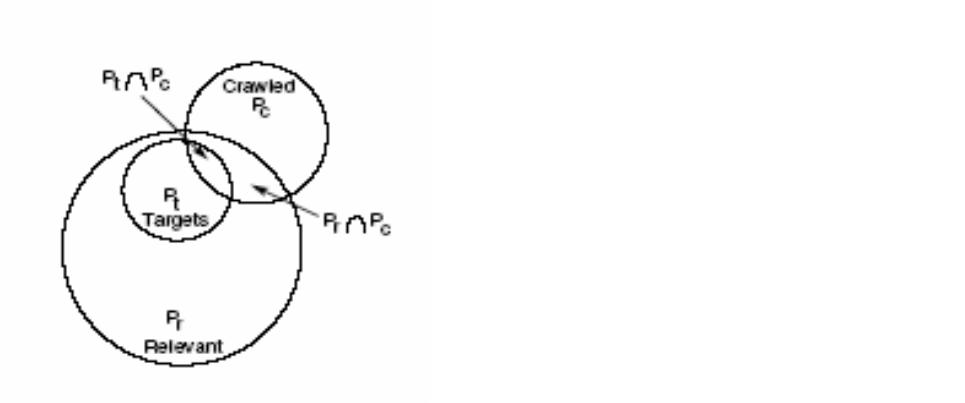 Pt ∩ Pc
Crawled
Pc
Pt
Targets
Pr ∩ Pc
Pr
Relevant